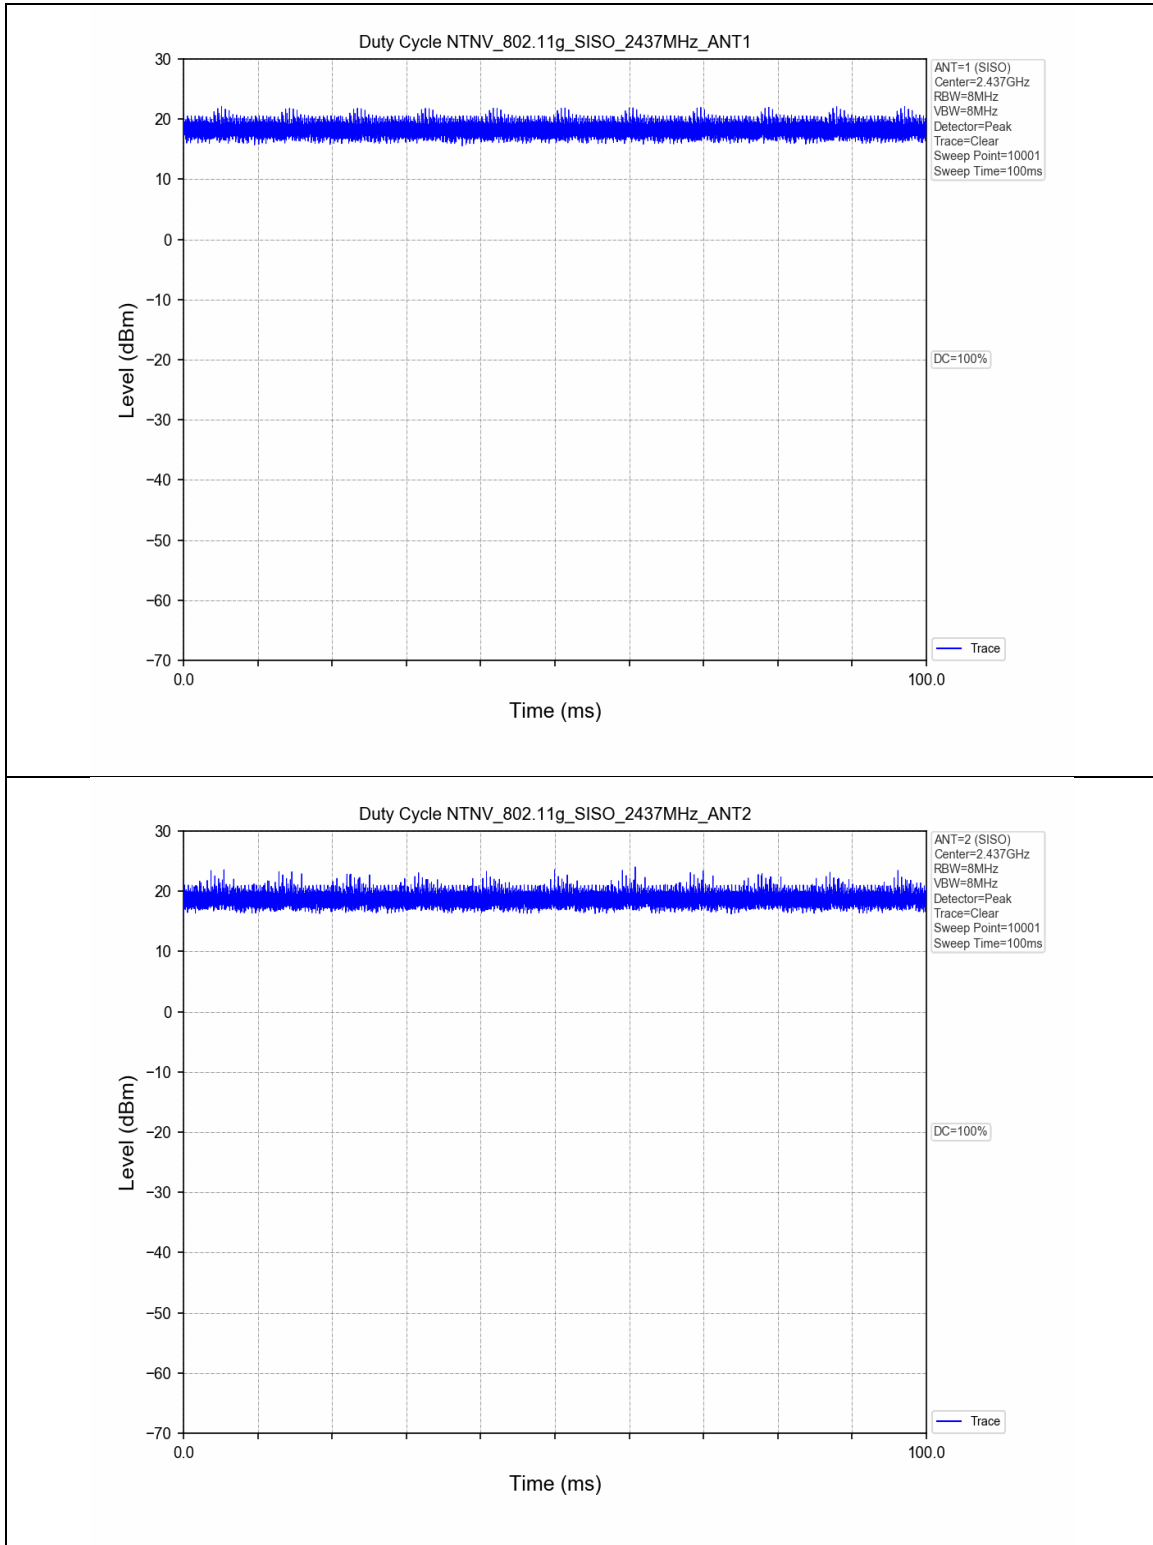 Duty Cycle NTNV_802.11g_SISO_2437MHz_ANT1
30
20
10
0
−10
−20
−30
−40
−50
−60
−70
Level (dBm)
0.0
100.0
Time (ms)
ANT=1 (SISO)
Center=2.437GHz
RBW=8MHz
VBW=8MHz
Detector=Peak
Trace=Clear
Sweep Point=10001
Sweep Time=100ms
DC=100%
Trace
Duty Cycle NTNV_802.11g_SISO_2437MHz_ANT2
30
20
10
0
−10
−20
−30
−40
−50
−60
−70
Level (dBm)
0.0
100.0
Time (ms)
ANT=2 (SISO)
Center=2.437GHz
RBW=8MHz
VBW=8MHz
Detector=Peak
Trace=Clear
Sweep Point=10001
Sweep Time=100ms
DC=100%
Trace